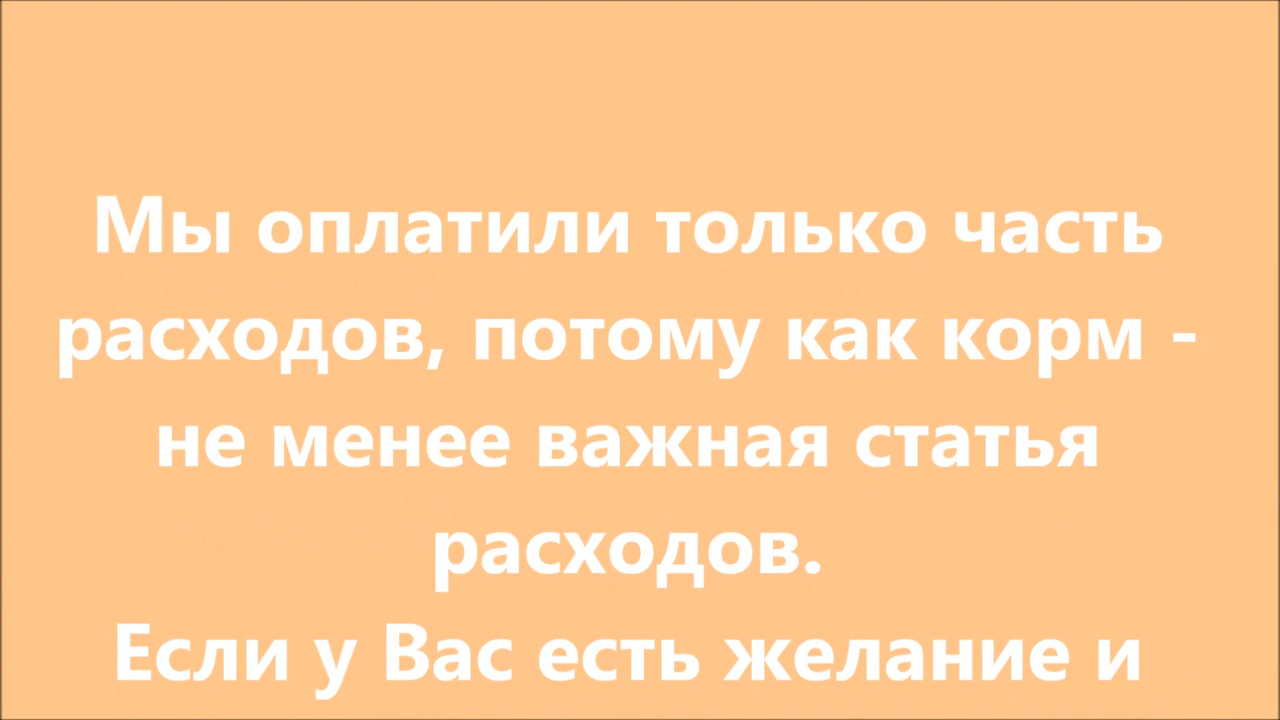 Мы оплатили только часть
расходов, потому как корм -
не менее важная статья
расходов.
Если у Вас есть желание и